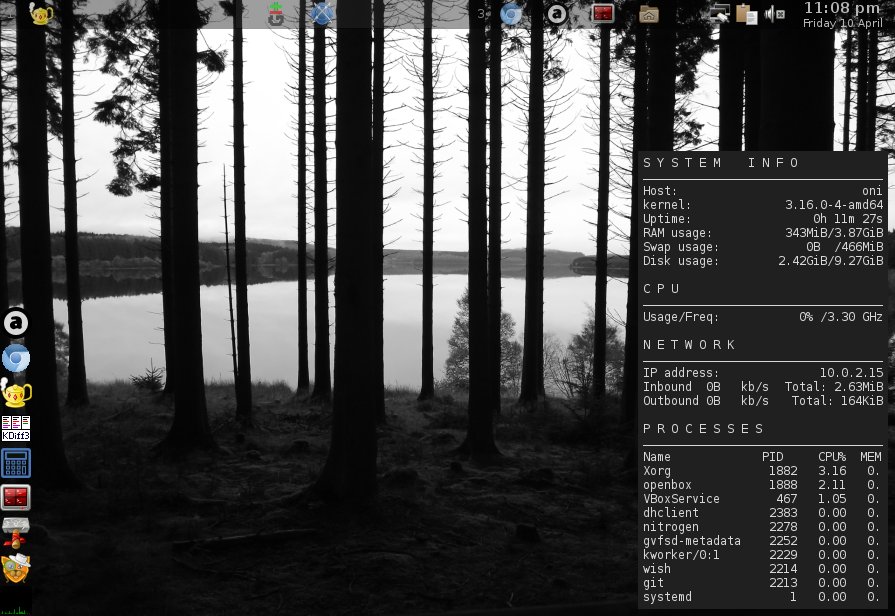 3
11:08 pm
Friday 10 April
a
a
KDiff3
SYSTEM INFO
Host: oni
kernel: 3.16.0-4-amd64
Uptime: 0h 11m 27s
RAM usage: 343MiB/3.87GiB
Swap usage: 0B /466MiB
Disk usage: 2.42GiB/9.27GiB
CPU
Usage/Freq: 0% /3.30 GHz
NETWORK
IP address: 10.0.2.15
Inbound 0B kb/s Total: 2.63MiB
Outbound 0B kb/s Total: 164KiB
PROCESSES
Name PID CPU% MEM
Xorg 1882 3.16 0.
openbox 1888 2.11 0.
VBoxService 467 1.05 0.
dhclient 2383 0.00 0.
nitrogen 2278 0.00 0.
gvfsd-metadata 2252 0.00 0.
kworker/0:1 2229 0.00 0.
wish 2214 0.00 0.
git 2213 0.00 0.
systemd 1 0.00 0.